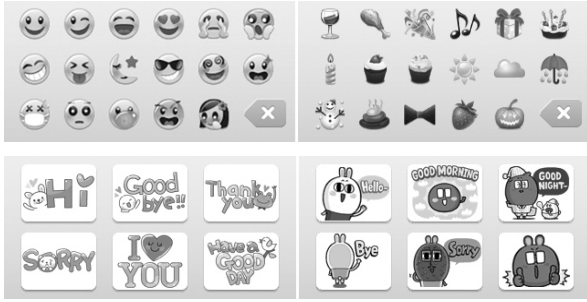 Hi
Good
bye!!
Thank
you
Hello~
GOOD MORNING
GOOD
NIGHT~
SORRY
I
YOU
Have a
GOOD
DAY
Bye
Sorry